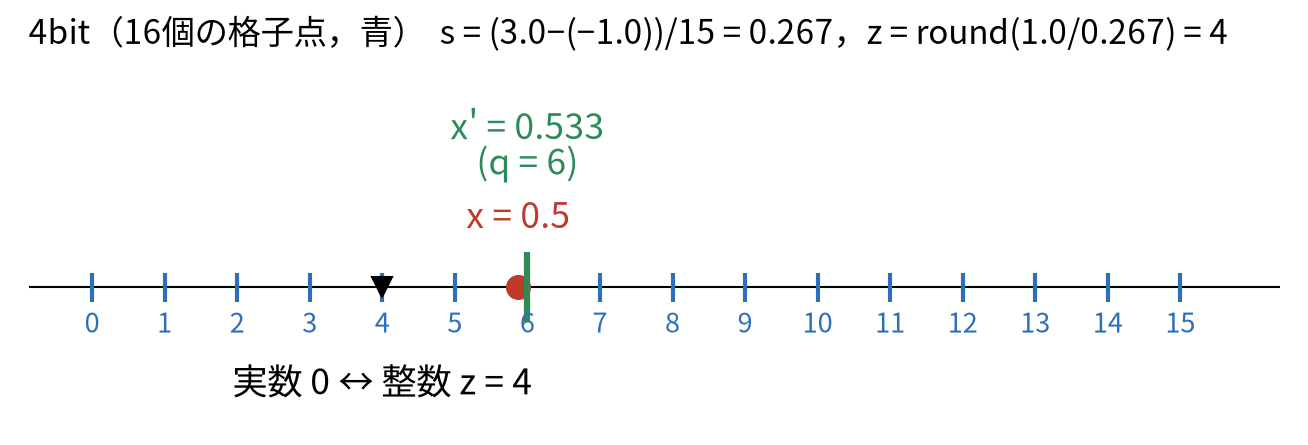 4bit（16個の格子点，青） s = (3.0−(−1.0))/15 = 0.267，z = round(1.0/0.267) = 4
x' = 0.533
(q = 6)
x = 0.5
0 1 2 3 4 5 6 7 8 9 10 11 12 13 14 15
実数 0 ↔ 整数 z = 4